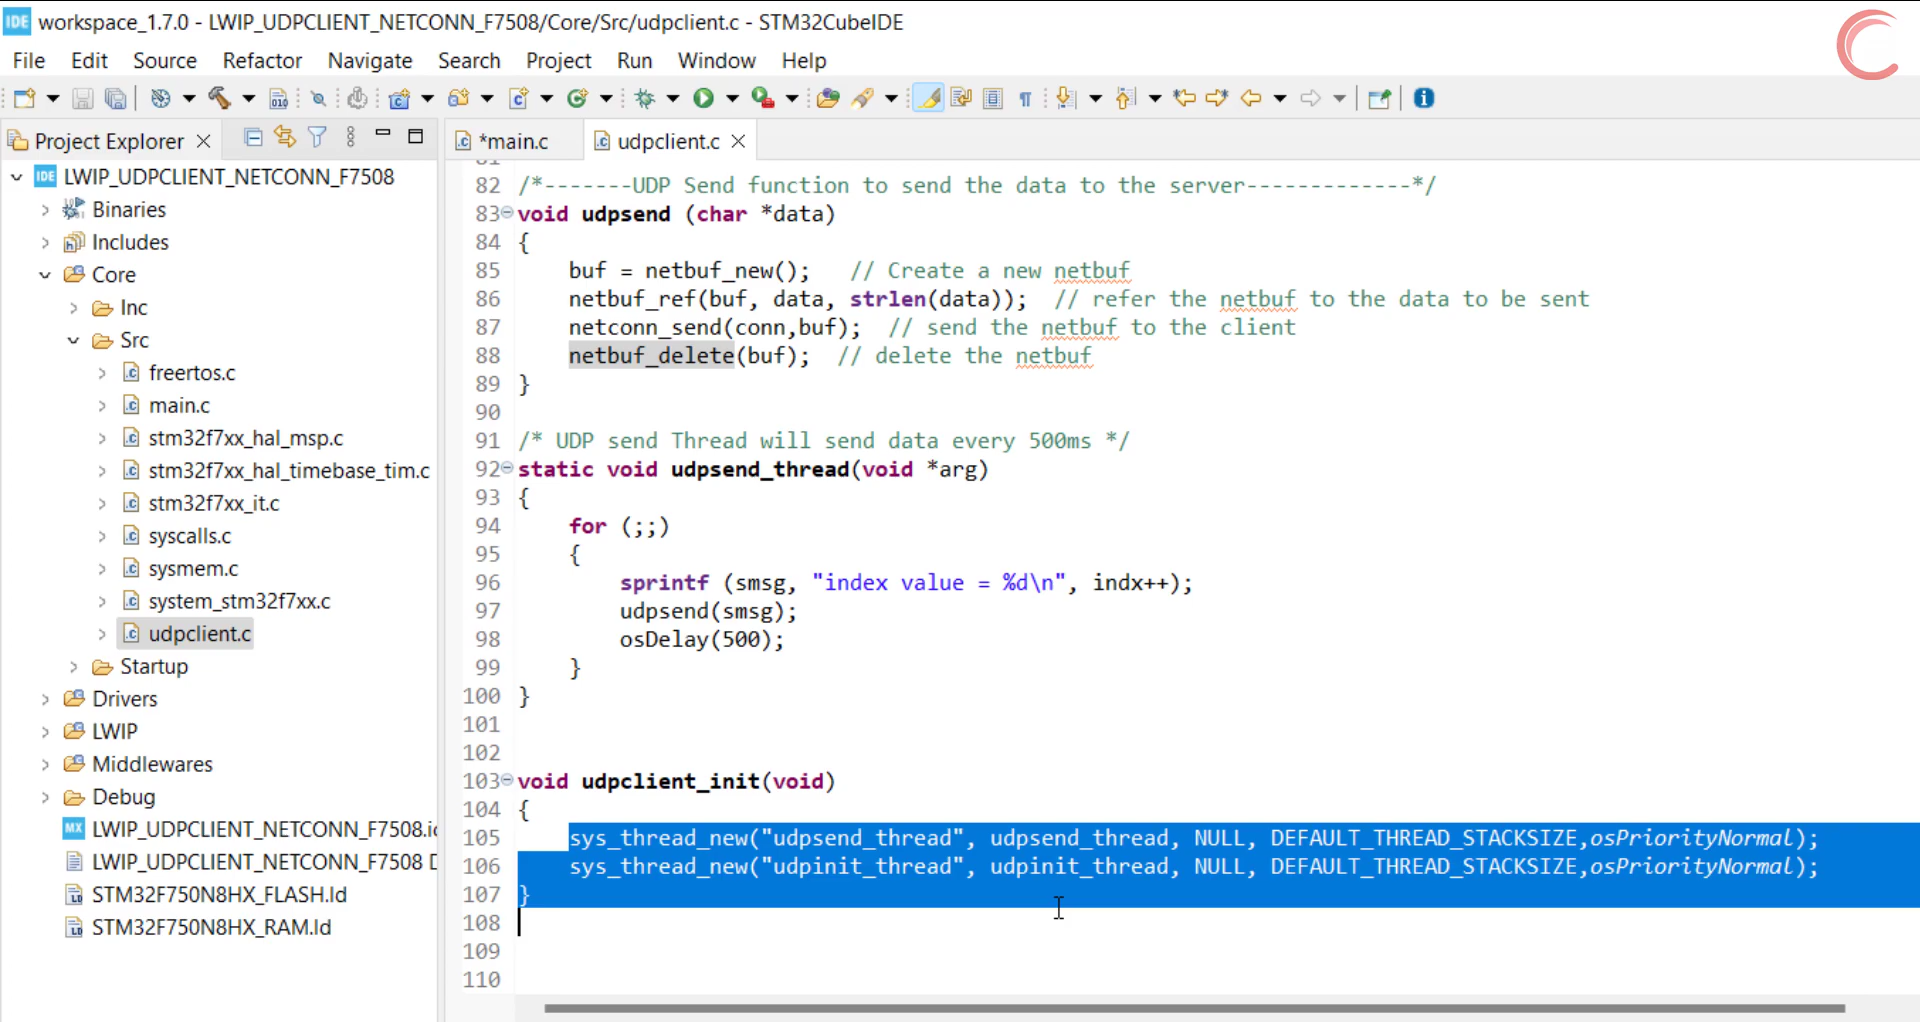 IDE workspace_1.7.0 - LWIP_UDPCLIENT_NETCONN_F7508/Core/Src/udpclient.c - STM32CubeIDE
File Edit Source Refactor Navigate Search Project Run Window Help
Project Explorer
*main.c udpclient.c
IDE LWIP_UDPCLIENT_NETCONN_F7508
Binaries
Includes
Core
Inc
Src
freertos.c
main.c
stm32f7xx_hal_msp.c
stm32f7xx_hal_timebase_tim.c
stm32f7xx_it.c
syscalls.c
sysmem.c
system_stm32f7xx.c
udpclient.c
Startup
Drivers
LWIP
Middlewares
Debug
MX LWIP_UDPCLIENT_NETCONN_F7508.i
LWIP_UDPCLIENT_NETCONN_F7508 D
STM32F750N8HX_FLASH.ld
STM32F750N8HX_RAM.ld
81
82 /*-------UDP Send function to send the data to the server-------------*/
83 void udpsend (char *data)
84 {
85 buf = netbuf_new(); // Create a new netbuf
86 netbuf_ref(buf, data, strlen(data)); // refer the netbuf to the data to be sent
87 netconn_send(conn,buf); // send the netbuf to the client
88 netbuf_delete(buf); // delete the netbuf
89 }
90
91 /* UDP send Thread will send data every 500ms */
92 static void udpsend_thread(void *arg)
93 {
94 for (;;)
95 {
96 sprintf (smsg, "index value = %d\n", indx++);
97 udpsend(smsg);
98 osDelay(500);
99 }
100 }
101
102
103 void udpclient_init(void)
104 {
105 sys_thread_new("udpsend_thread", udpsend_thread, NULL, DEFAULT_THREAD_STACKSIZE,osPriorityNormal);
106 sys_thread_new("udpinit_thread", udpinit_thread, NULL, DEFAULT_THREAD_STACKSIZE,osPriorityNormal);
107 }
108
109
110